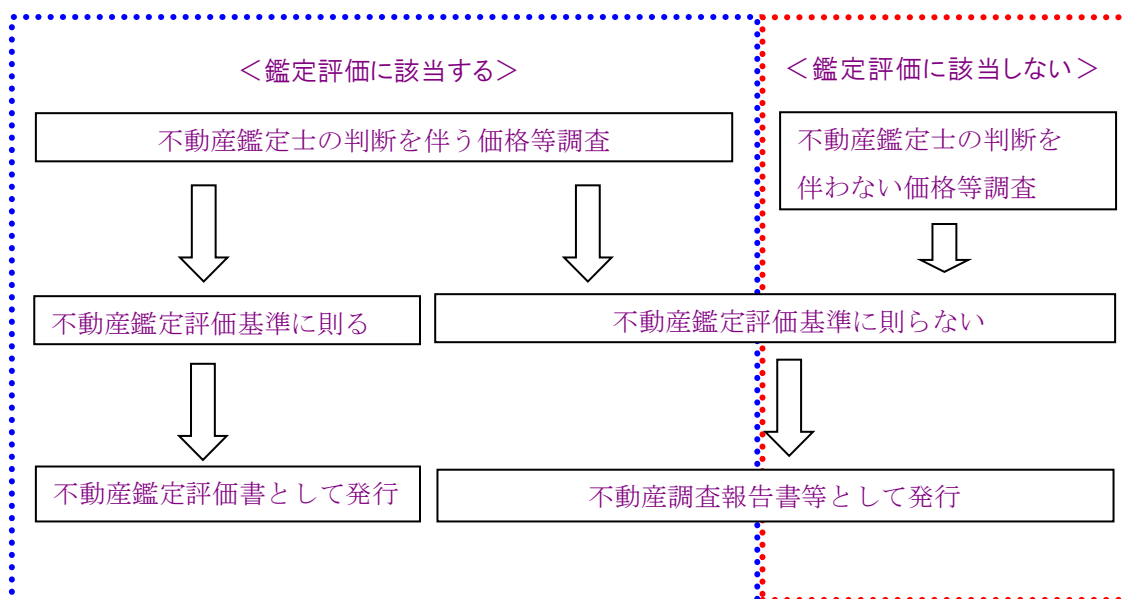 ＜鑑定評価に該当する＞
＜鑑定評価に該当しない＞
不動産鑑定士の判断を伴う価格等調査
不動産鑑定士の判断を
伴わない価格等調査
不動産鑑定評価基準に則る
不動産鑑定評価基準に則らない
不動産鑑定評価書として発行
不動産調査報告書等として発行